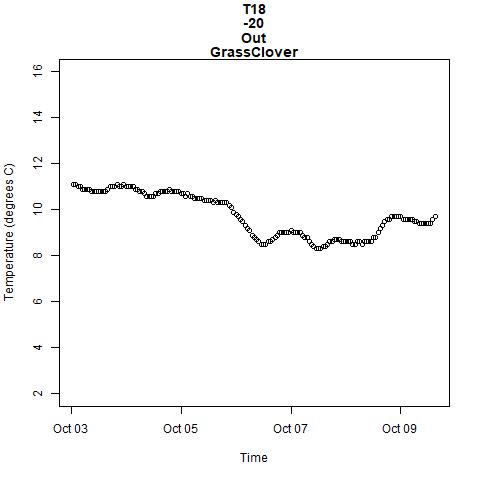 T18
-20
Out
GrassClover
16
14
12
10
8
6
4
2
Temperature (degrees C)
Oct 03 Oct 05 Oct 07 Oct 09
Time